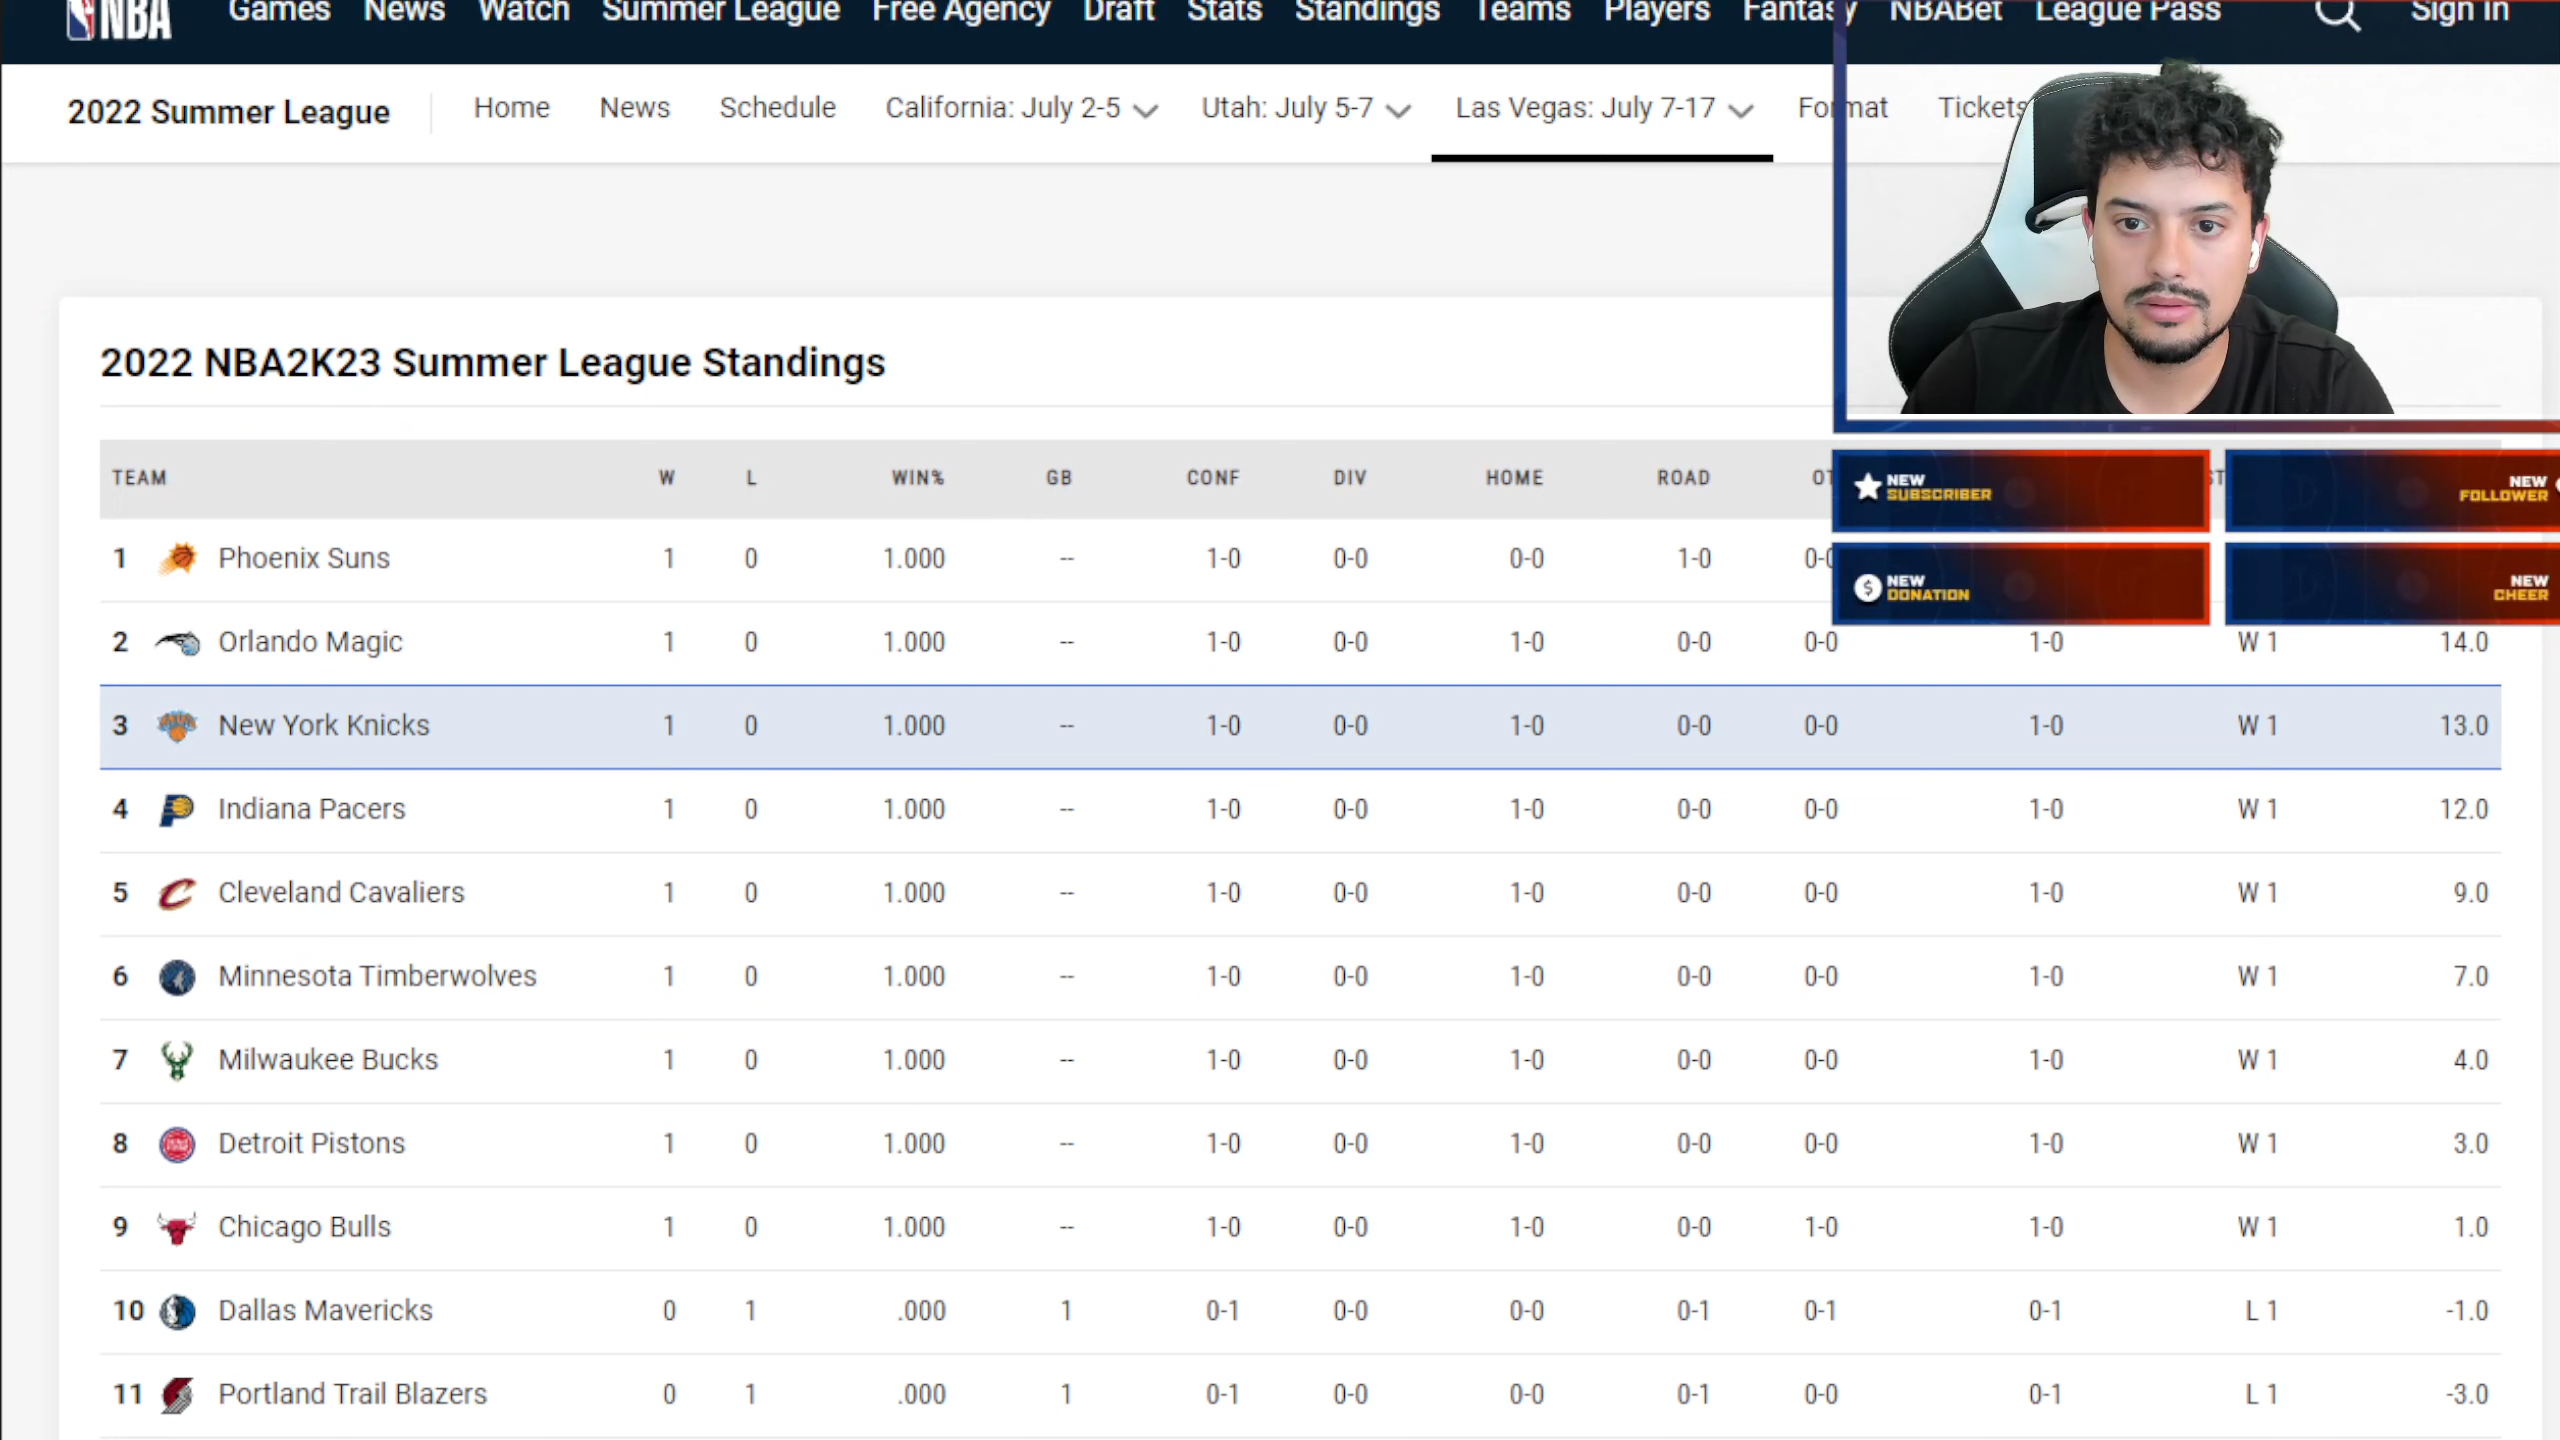 NBA Games News Watch Summer League Free Agency Draft Stats Standings Teams Players Fantasy NBABet League Pass Sign In
2022 Summer League Home News Schedule California: July 2-5 Utah: July 5-7 Las Vegas: July 7-17 Format Tickets
2022 NBA2K23 Summer League Standings
TEAM W L WIN% GB CONF DIV HOME ROAD
NEW SUBSCRIBER
NEW FOLLOWER
1 Phoenix Suns 1 0 1.000 -- 1-0 0-0 0-0 1-0
NEW DONATION
NEW CHEER
2 Orlando Magic 1 0 1.000 -- 1-0 0-0 1-0 0-0 0-0 1-0 W 1 14.0
3 New York Knicks 1 0 1.000 -- 1-0 0-0 1-0 0-0 0-0 1-0 W 1 13.0
4 Indiana Pacers 1 0 1.000 -- 1-0 0-0 1-0 0-0 0-0 1-0 W 1 12.0
5 Cleveland Cavaliers 1 0 1.000 -- 1-0 0-0 1-0 0-0 0-0 1-0 W 1 9.0
6 Minnesota Timberwolves 1 0 1.000 -- 1-0 0-0 1-0 0-0 0-0 1-0 W 1 7.0
7 Milwaukee Bucks 1 0 1.000 -- 1-0 0-0 1-0 0-0 0-0 1-0 W 1 4.0
8 Detroit Pistons 1 0 1.000 -- 1-0 0-0 1-0 0-0 0-0 1-0 W 1 3.0
9 Chicago Bulls 1 0 1.000 -- 1-0 0-0 1-0 0-0 1-0 1-0 W 1 1.0
10 Dallas Mavericks 0 1 .000 1 0-1 0-0 0-0 0-1 0-1 0-1 L 1 -1.0
11 Portland Trail Blazers 0 1 .000 1 0-1 0-0 0-0 0-1 0-0 0-1 L 1 -3.0